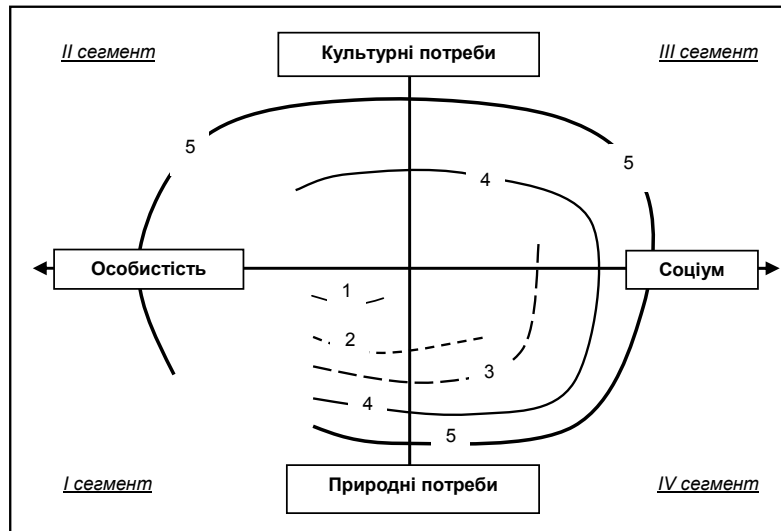 II сегмент
Культурні потреби
III сегмент
5
5
4
Особистість
Соціум
1
2
3
4
5
I сегмент
Природні потреби
IV сегмент